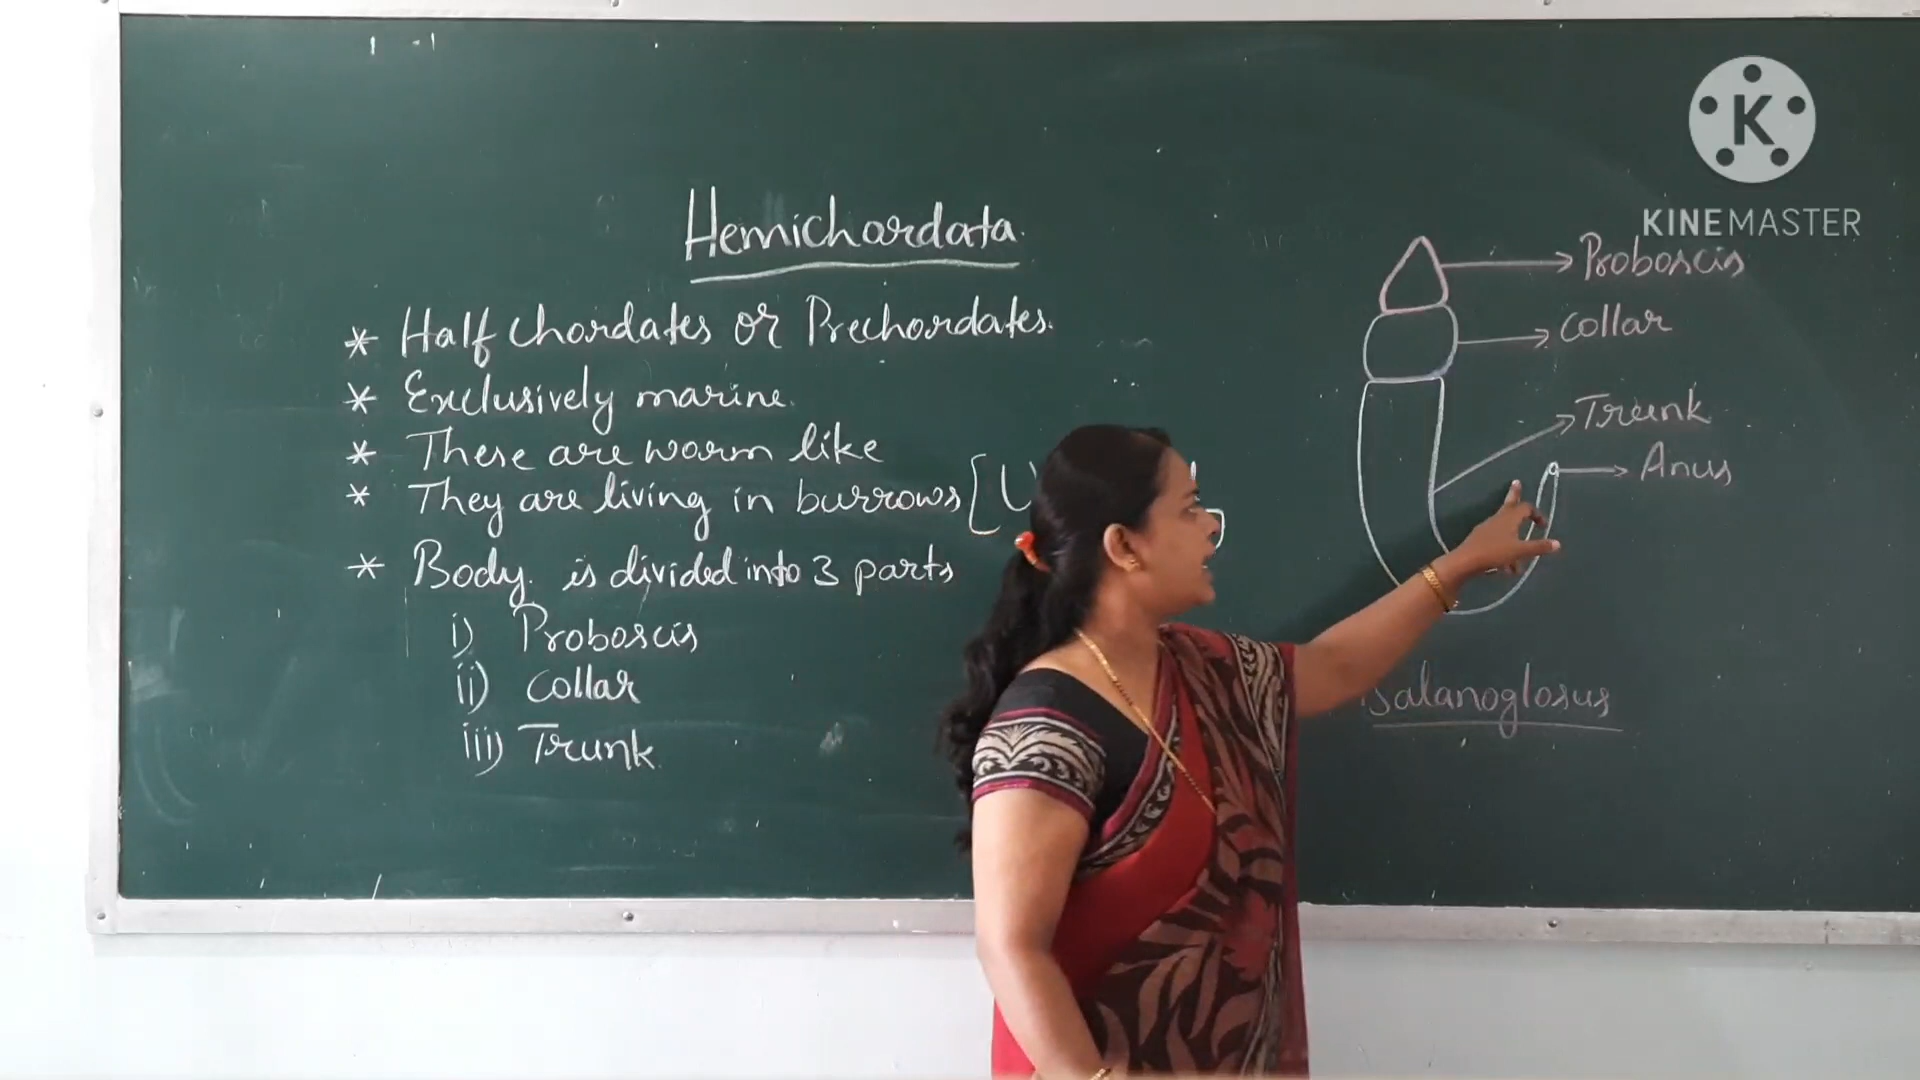 Hemichordata
* Half chordates or Prechordates.
* Exclusively marine.
* These are worm like
* They are living in burrows [U
* Body is divided into 3 parts
i) Proboscis
ii) Collar
iii) Trunk
KINEMASTER
Proboscis
Collar
Trunk
Anus
Balanoglosus